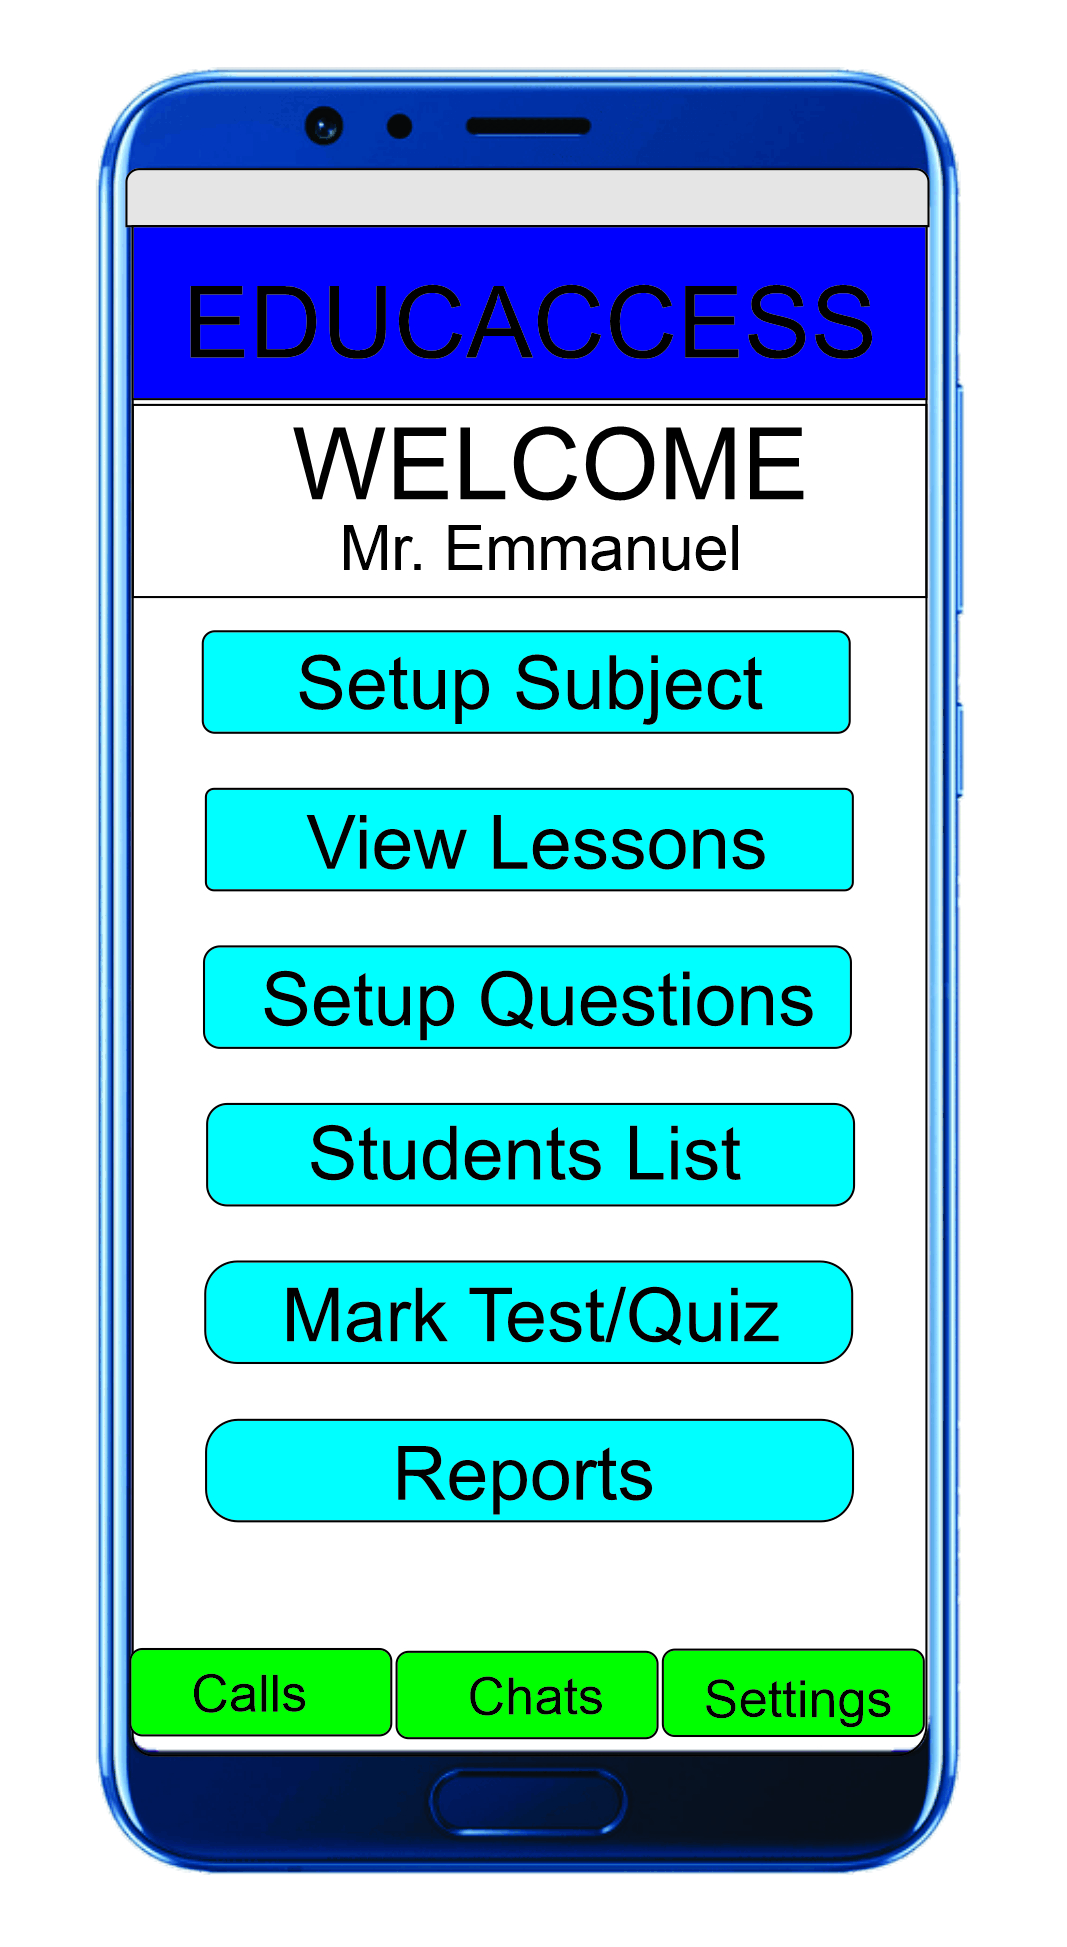 EDUCACCESS
WELCOME
Mr. Emmanuel
Setup Subject
View Lessons
Setup Questions
Students List
Mark Test/Quiz
Reports
Calls
Chats
Settings